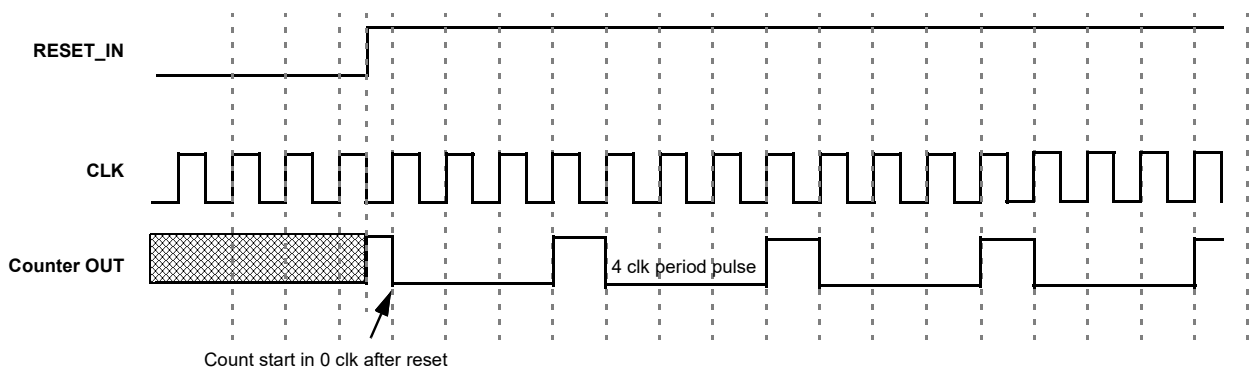 RESET_IN
CLK
Counter OUT
4 clk period pulse
Count start in 0 clk after reset